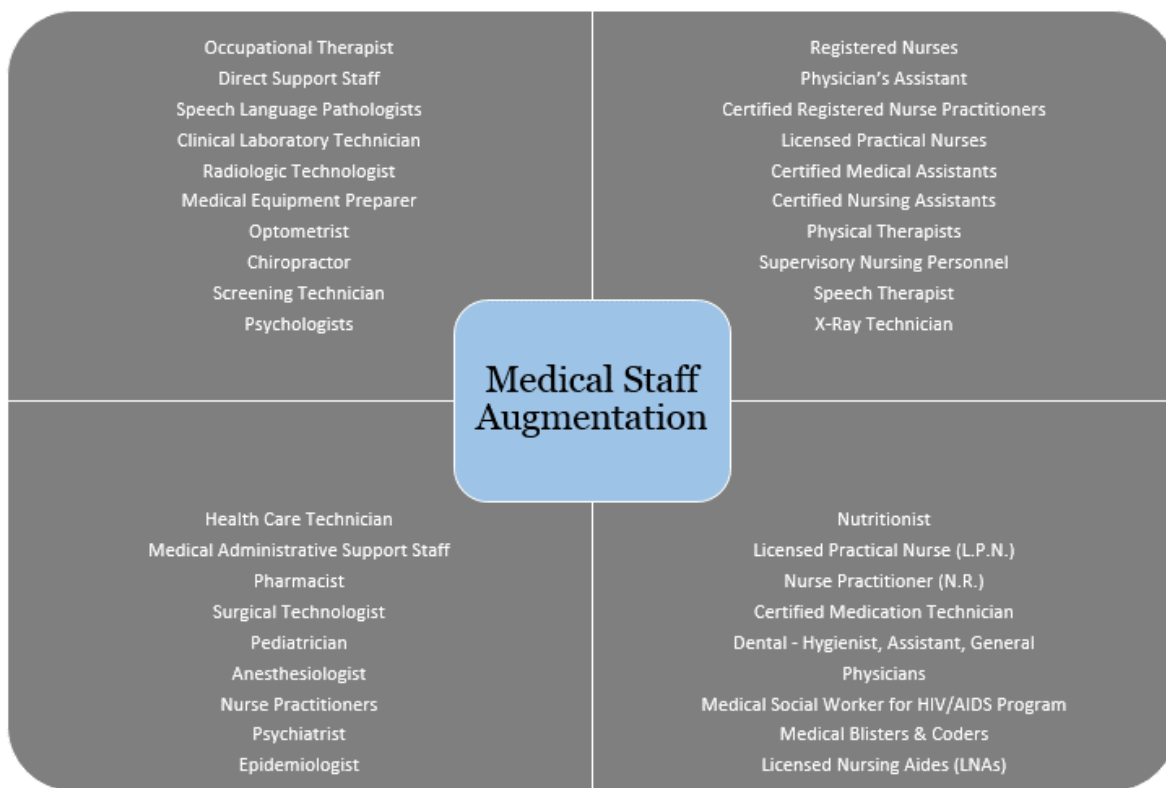 Occupational Therapist
Direct Support Staff
Speech Language Pathologists
Clinical Laboratory Technician
Radiologic Technologist
Medical Equipment Preparer
Optometrist
Chiropractor
Screening Technician
Psychologists
Registered Nurses
Physician's Assistant
Certified Registered Nurse Practitioners
Licensed Practical Nurses
Certified Medical Assistants
Certified Nursing Assistants
Physical Therapists
Supervisory Nursing Personnel
Speech Therapist
X-Ray Technician
Medical Staff
Augmentation
Health Care Technician
Medical Administrative Support Staff
Pharmacist
Surgical Technologist
Pediatrician
Anesthesiologist
Nurse Practitioners
Psychiatrist
Epidemiologist
Nutritionist
Licensed Practical Nurse (L.P.N.)
Nurse Practitioner (N.R.)
Certified Medication Technician
Dental - Hygienist, Assistant, General
Physicians
Medical Social Worker for HIV/AIDS Program
Medical Blisters & Coders
Licensed Nursing Aides (LNAs)